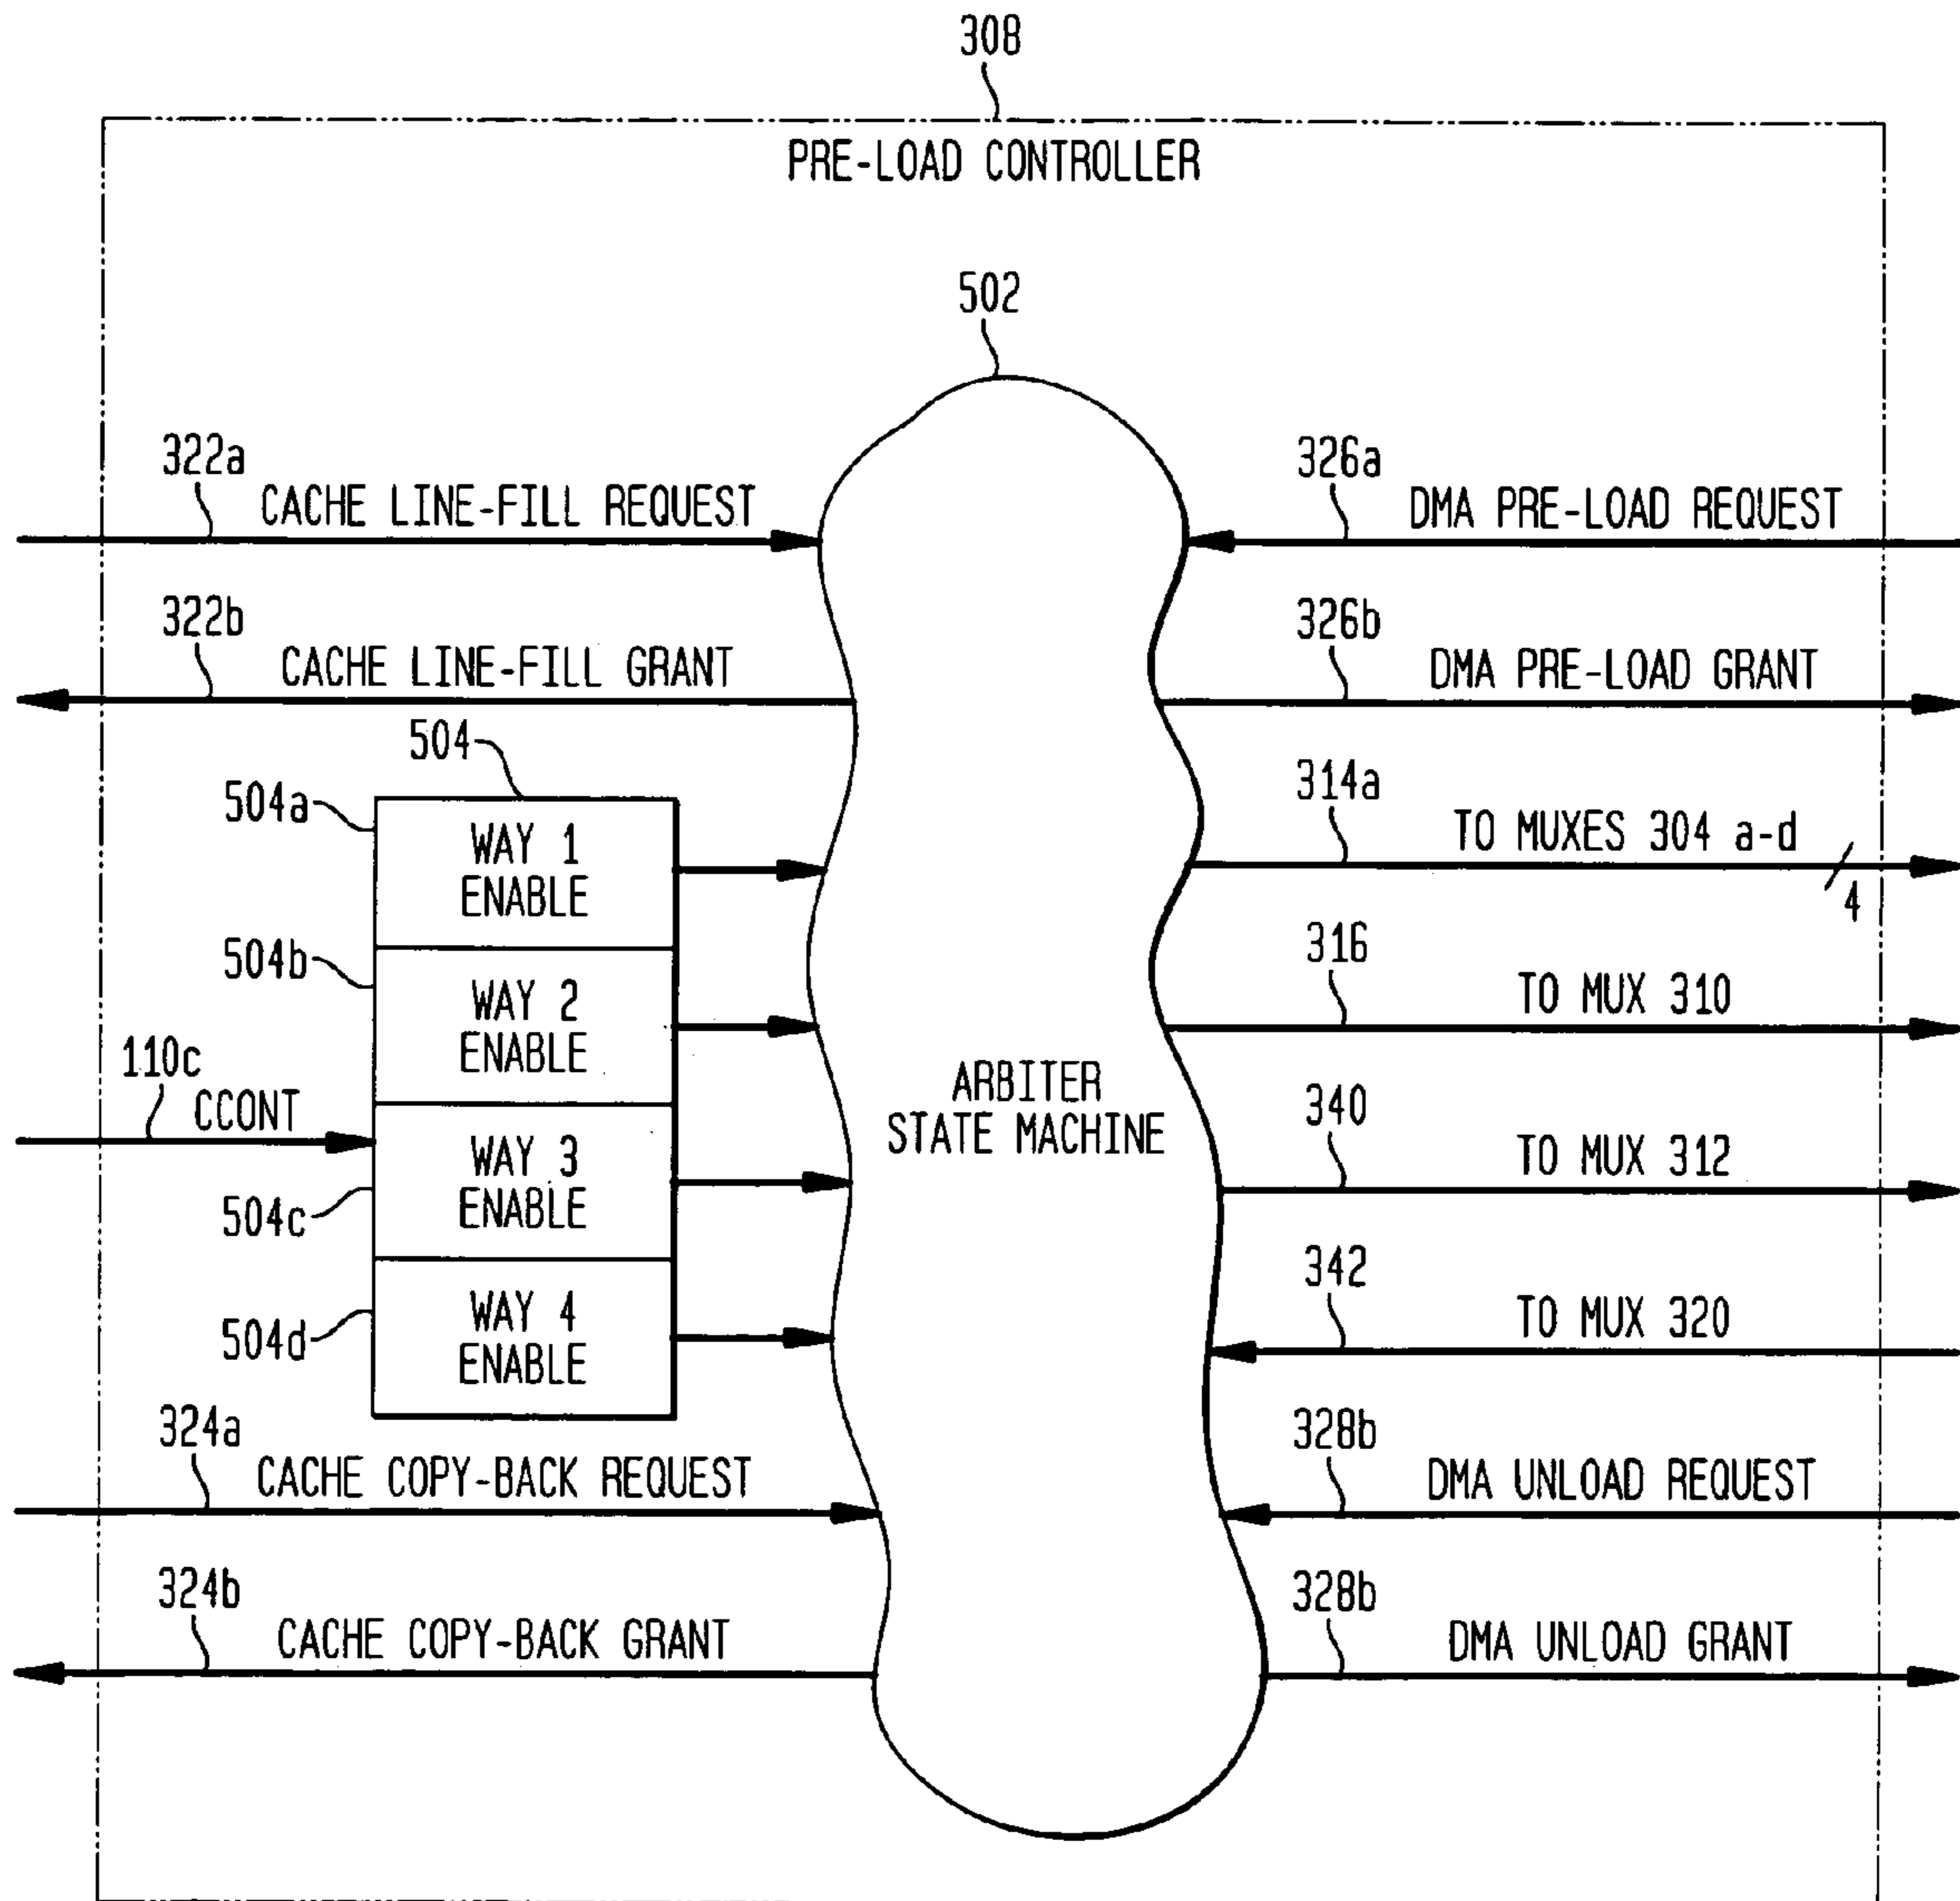 308
PRE-LOAD CONTROLLER
502
322a
CACHE LINE-FILL REQUEST
326a
DMA PRE-LOAD REQUEST
322b
CACHE LINE-FILL GRANT
326b
DMA PRE-LOAD GRANT
504
504a
WAY 1
ENABLE
314a
TO MUXES 304 a-d
4
504b
WAY 2
ENABLE
316
TO MUX 310
110c
CCONT
504c
WAY 3
ENABLE
ARBITER
STATE MACHINE
340
TO MUX 312
504d
WAY 4
ENABLE
342
TO MUX 320
324a
CACHE COPY-BACK REQUEST
328b
DMA UNLOAD REQUEST
324b
CACHE COPY-BACK GRANT
328b
DMA UNLOAD GRANT